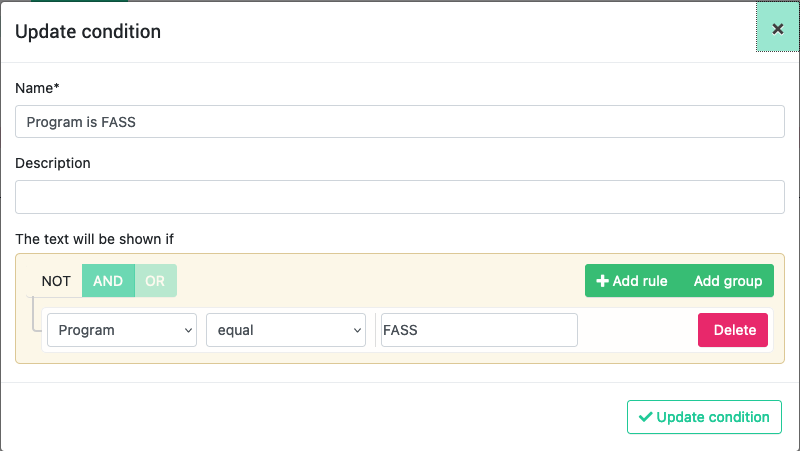 Update condition
Name*
Program is FASS
Description
The text will be shown if
NOT AND OR Add rule Add group
Program equal FASS Delete
Update condition